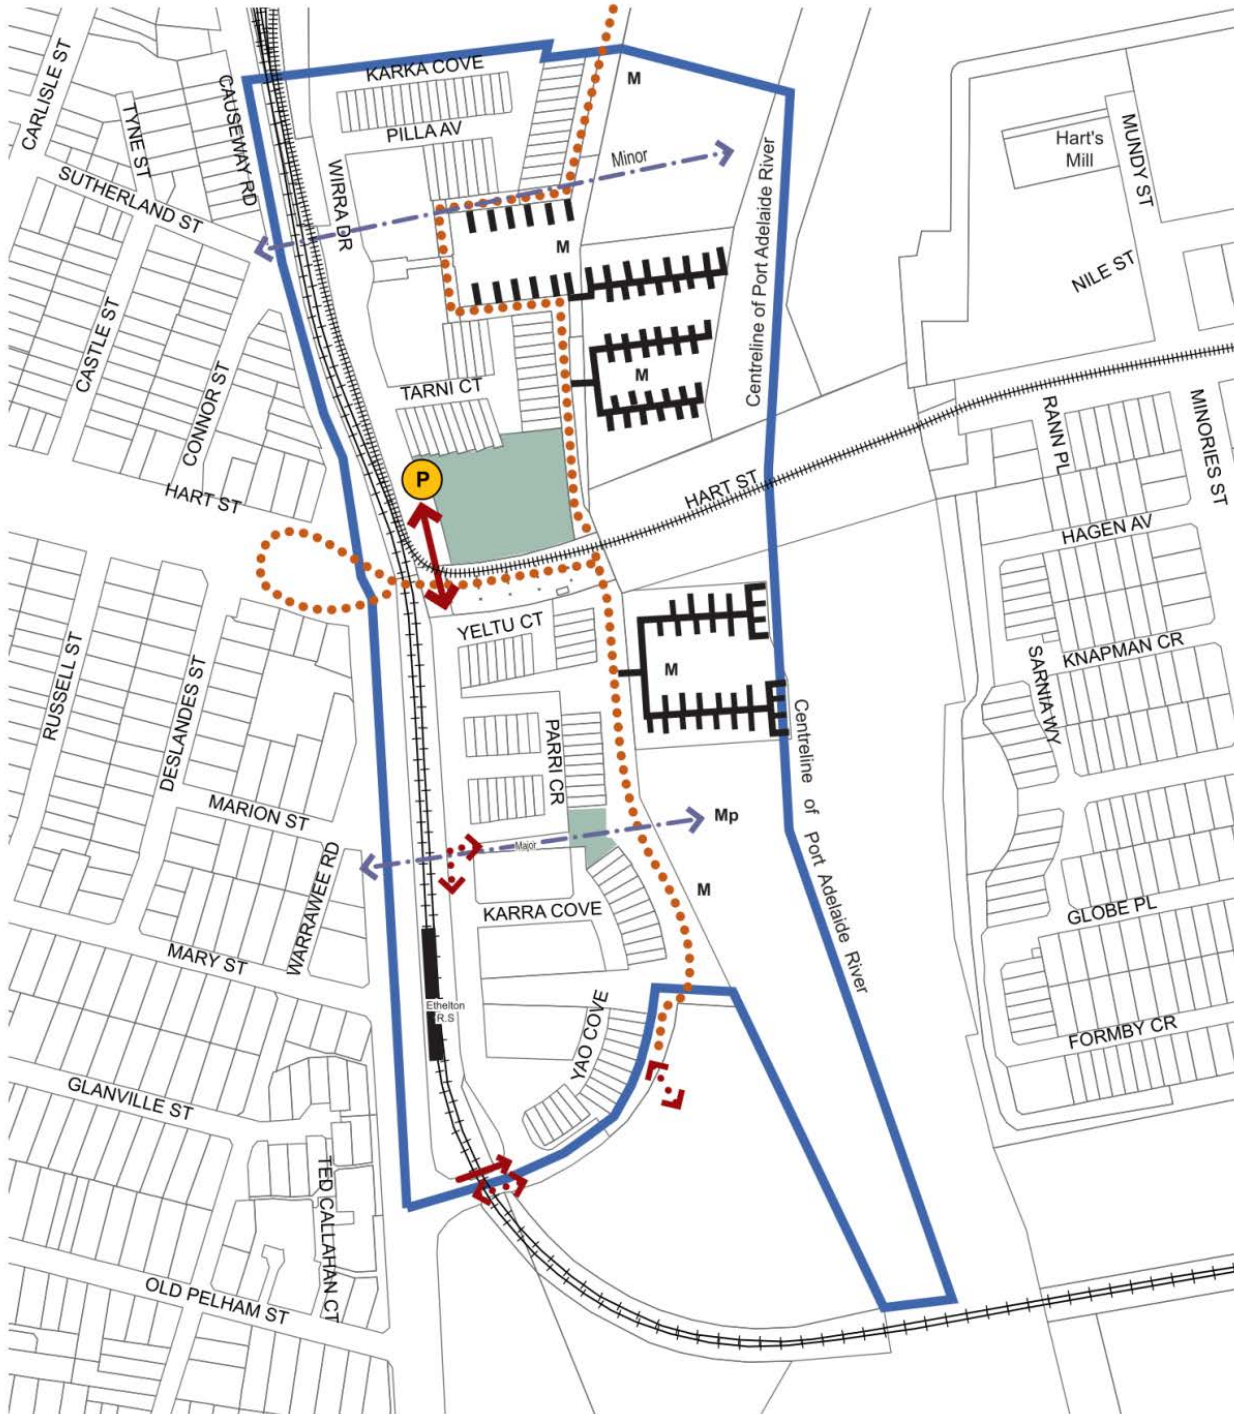 CARLISLE ST
TYNE ST
CAUSEWAY RD
KARKA COVE
M
PILLA AV
Minor
Hart's
Mill
MUNDY ST
SUTHERLAND ST
WIRRA DR
M
NILE ST
Centreline of Port Adelaide River
CASTLE ST
CONNOR ST
TARNI CT
M
RANN PL
MINORIES ST
HART ST
P
HART ST
HAGEN AV
YELTU CT
RUSSELL ST
DESLANDES ST
M
SARNIA WY
KNAPMAN CR
PARRI CR
Centreline of Port Adelaide River
MARION ST
Mp
Major
WARRAWEE RD
M
KARRA COVE
GLOBE PL
MARY ST
Ethelton
R.S
YAO COVE
FORMBY CR
GLANVILLE ST
TED CALLAHAN CT
OLD PELHAM ST